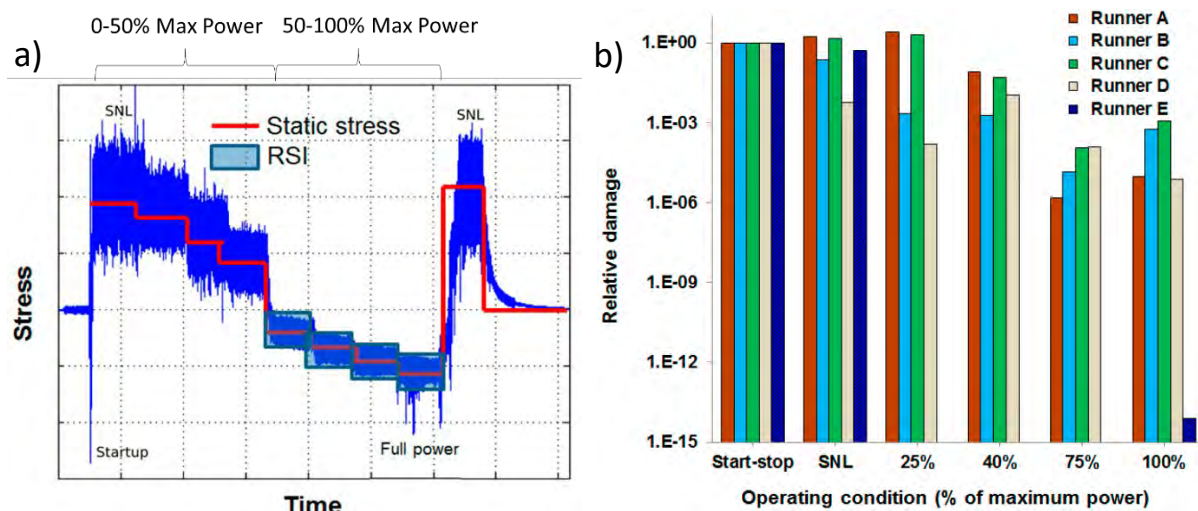 0-50% Max Power
50-100% Max Power
a)
SNL
SNL
Static stress
RSI
Stress
Startup
Full power
Time
b)
Runner A
Runner B
Runner C
Runner D
Runner E
1.E+00
1.E-03
1.E-06
1.E-09
1.E-12
1.E-15
Relative damage
Start-stop SNL 25% 40% 75% 100%
Operating condition (% of maximum power)